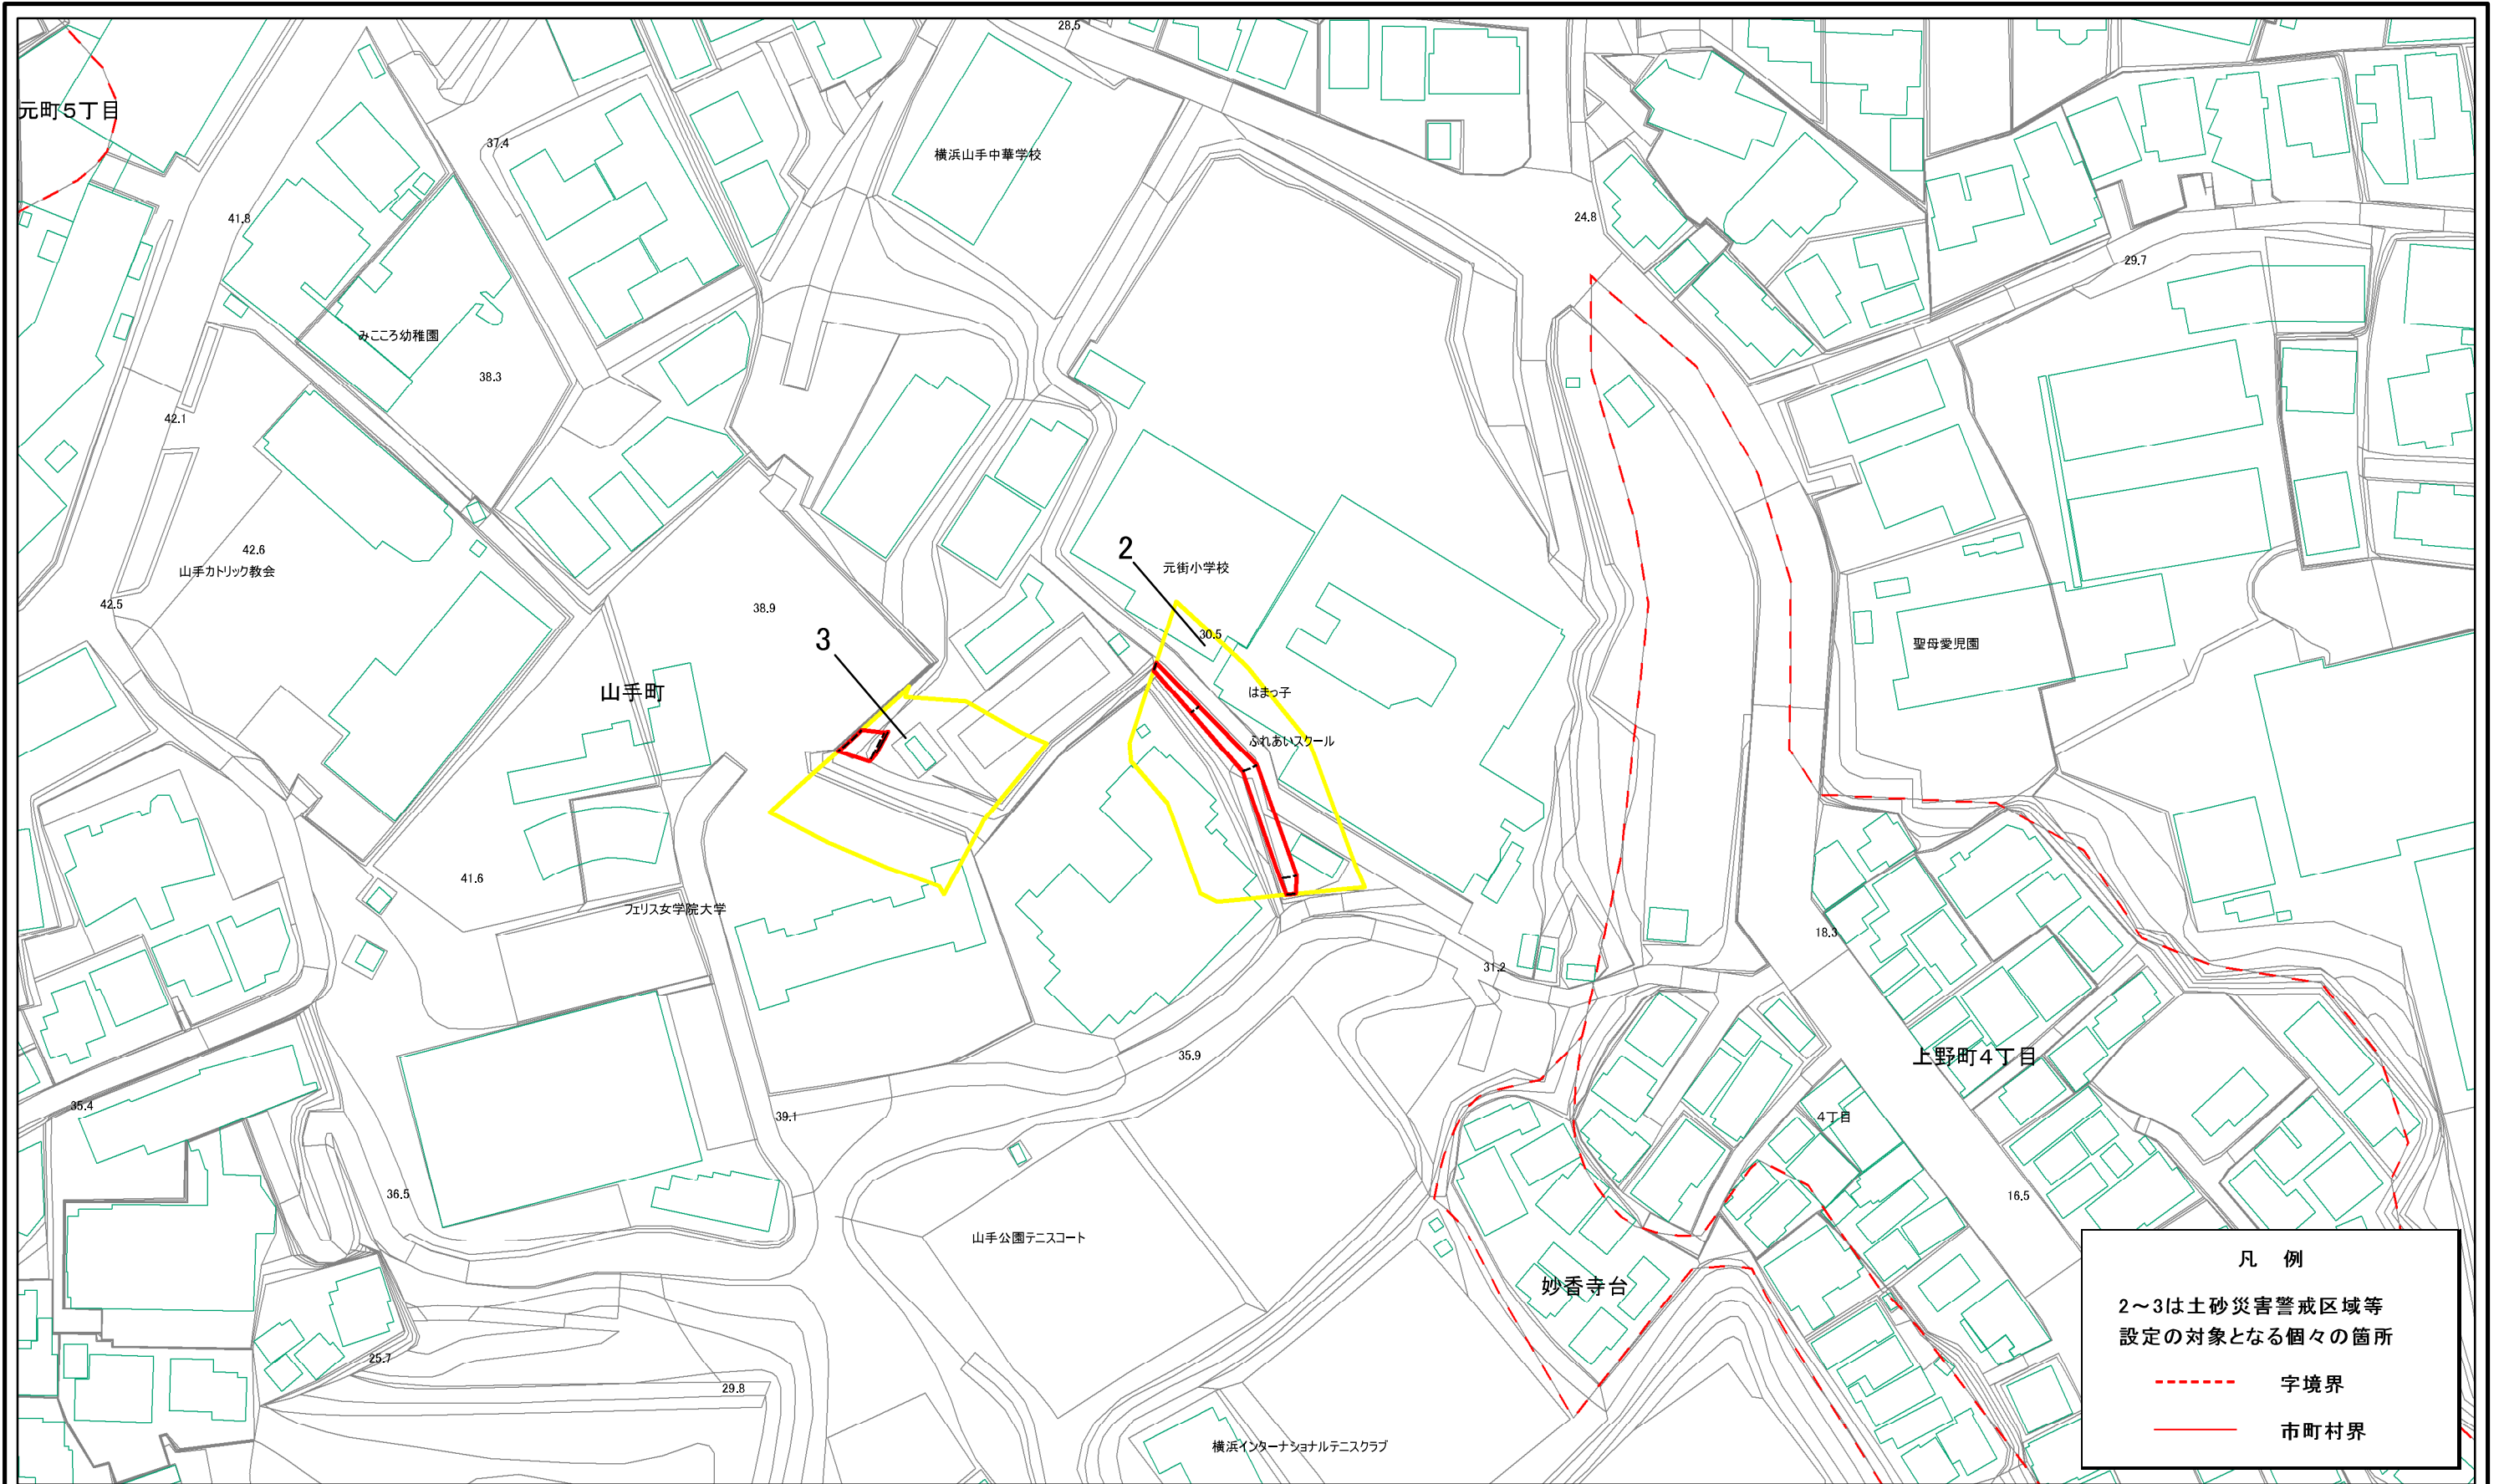 28.5
元町5丁目
37.4
横浜山手中華学校
41.8
24.8
29.7
みこころ幼稚園
38.3
42.1
42.6
山手カトリック教会
42.5
38.9
2
元街小学校
30.5
3
山手町
はまっ子
ふれあいスクール
聖母愛児園
41.6
フェリス女学院大学
18.3
31.2
35.9
上野町4丁目
35.4
39.1
4丁目
36.5
16.5
山手公園テニスコート
妙香寺台
25.7
29.8
横浜インターナショナルテニスクラブ
凡 例
2～3は土砂災害警戒区域等
設定の対象となる個々の箇所
字境界
市町村界